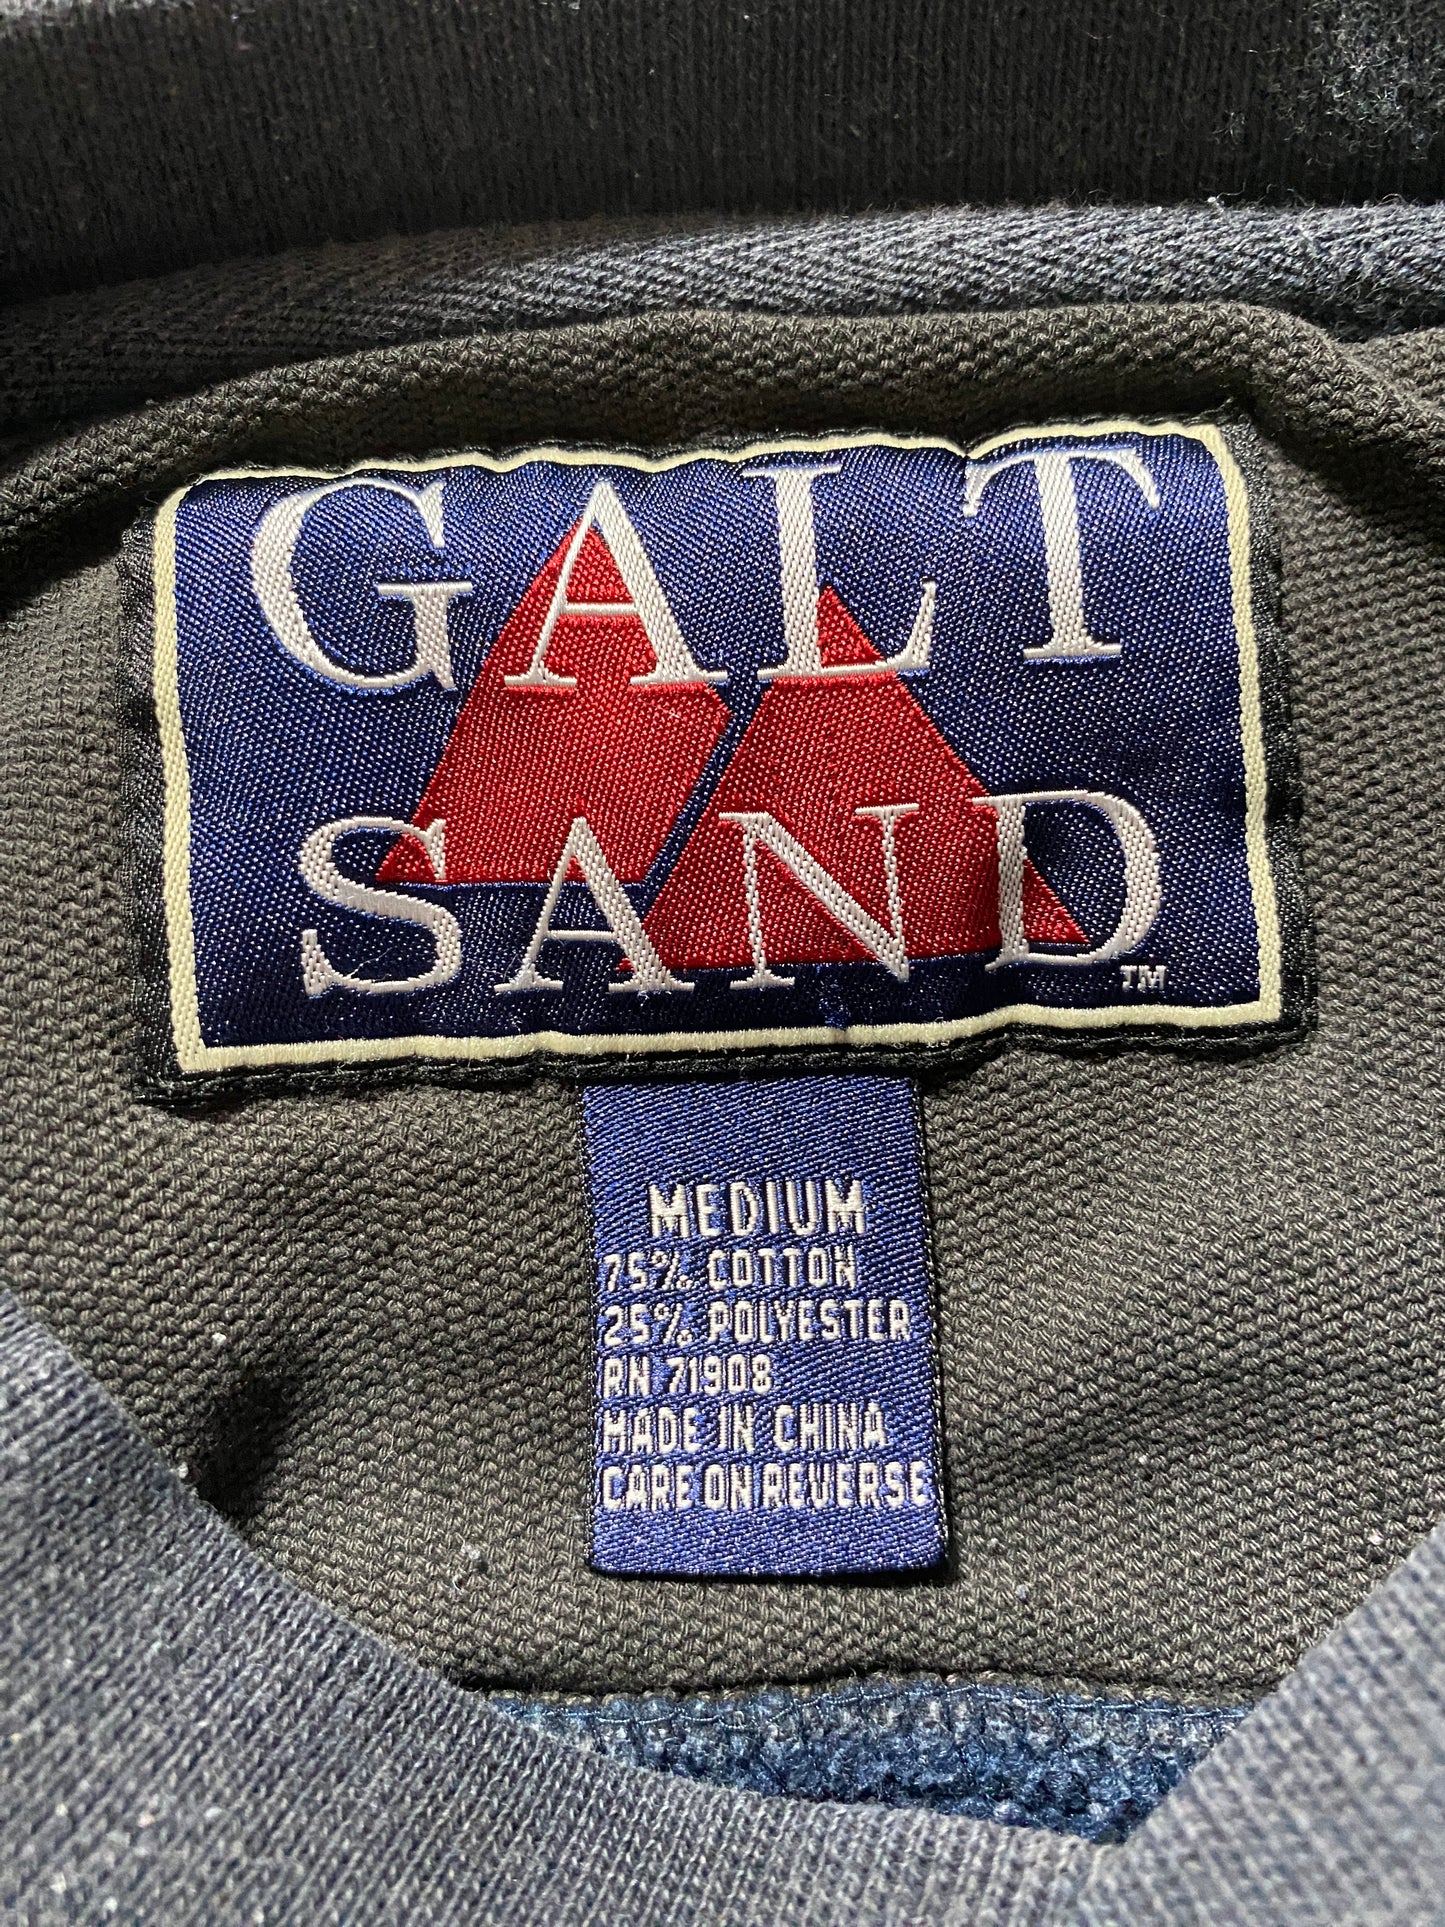 GALT
SAND
TM
MEDIUM
75% COTTON
25% POLYESTER
RN 71908
MADE IN CHINA
CARE ON REVERSE